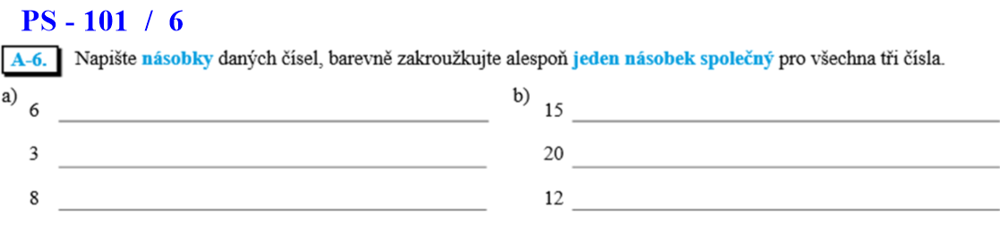 PS - 101 / 6
A-6. Napište násobky daných čísel, barevně zakroužkujte alespoň jeden násobek společný pro všechna tři čísla.
a) b)
6 15
3 20
8 12